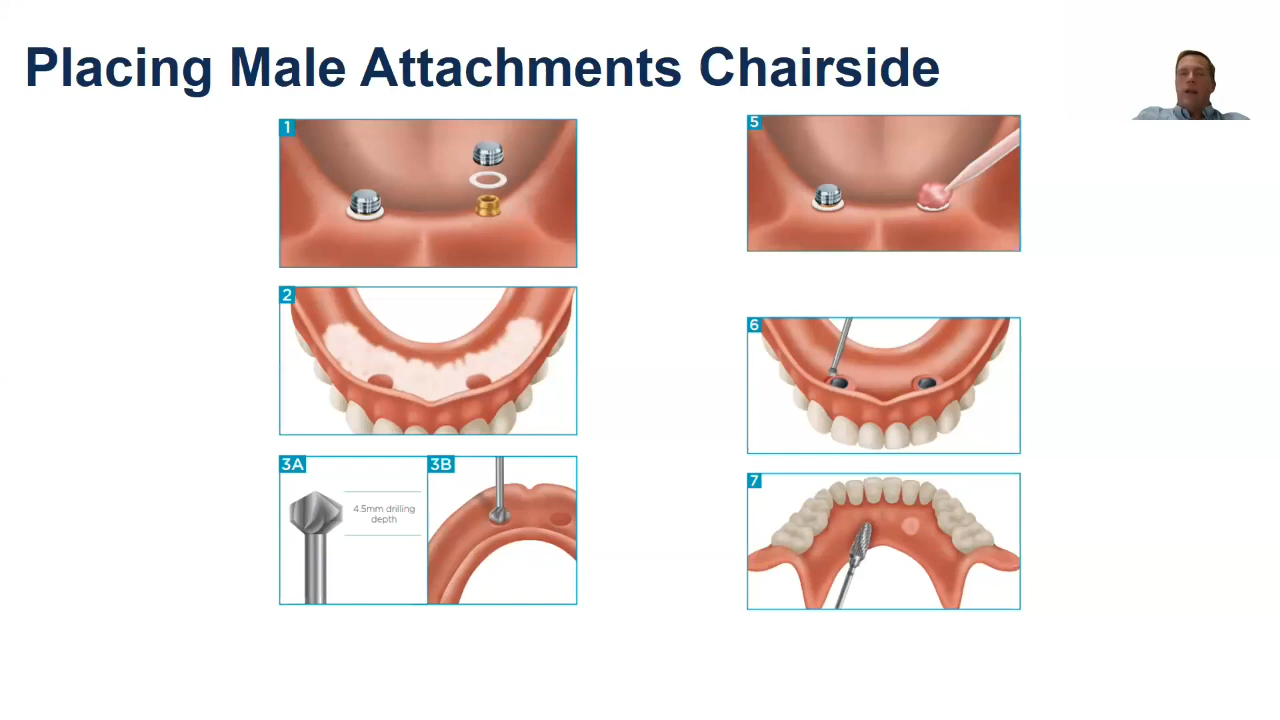 Placing Male Attachments Chairside
1
2
3A
4.5mm drilling
depth
3B
5
6
7